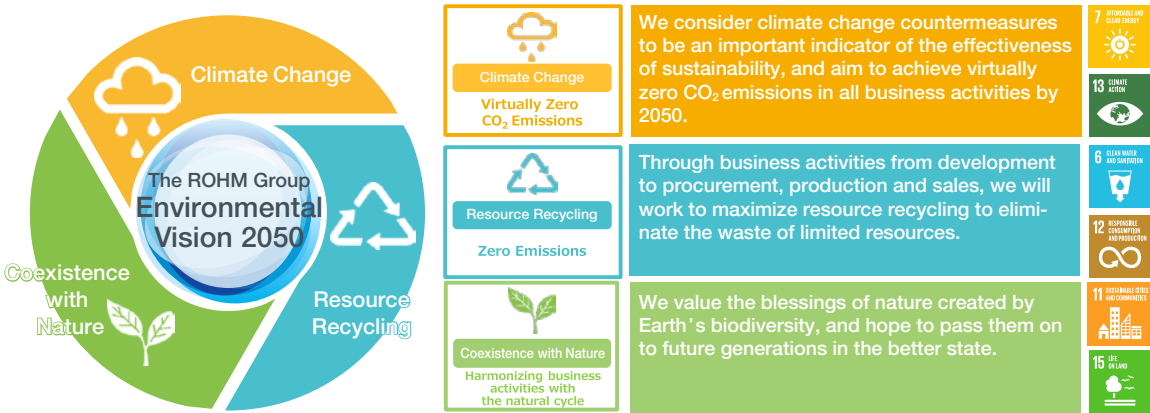 Climate Change
The ROHM Group
Environmental
Vision 2050
Coexistence
with
Nature
Resource
Recycling
Climate Change
Virtually Zero
CO₂ Emissions
We consider climate change countermeasures
to be an important indicator of the effectiveness
of sustainability, and aim to achieve virtually
zero CO₂ emissions in all business activities by
2050.
7 AFFORDABLE AND
CLEAN ENERGY
13 CLIMATE
ACTION
Resource Recycling
Zero Emissions
Through business activities from development
to procurement, production and sales, we will
work to maximize resource recycling to elimi-
nate the waste of limited resources.
6 CLEAN WATER
AND SANITATION
12 RESPONSIBLE
CONSUMPTION
AND PRODUCTION
Coexistence with Nature
Harmonizing business
activities with
the natural cycle
We value the blessings of nature created by
Earth's biodiversity, and hope to pass them on
to future generations in the better state.
11 SUSTAINABLE CITIES
AND COMMUNITIES
15 LIFE
ON LAND